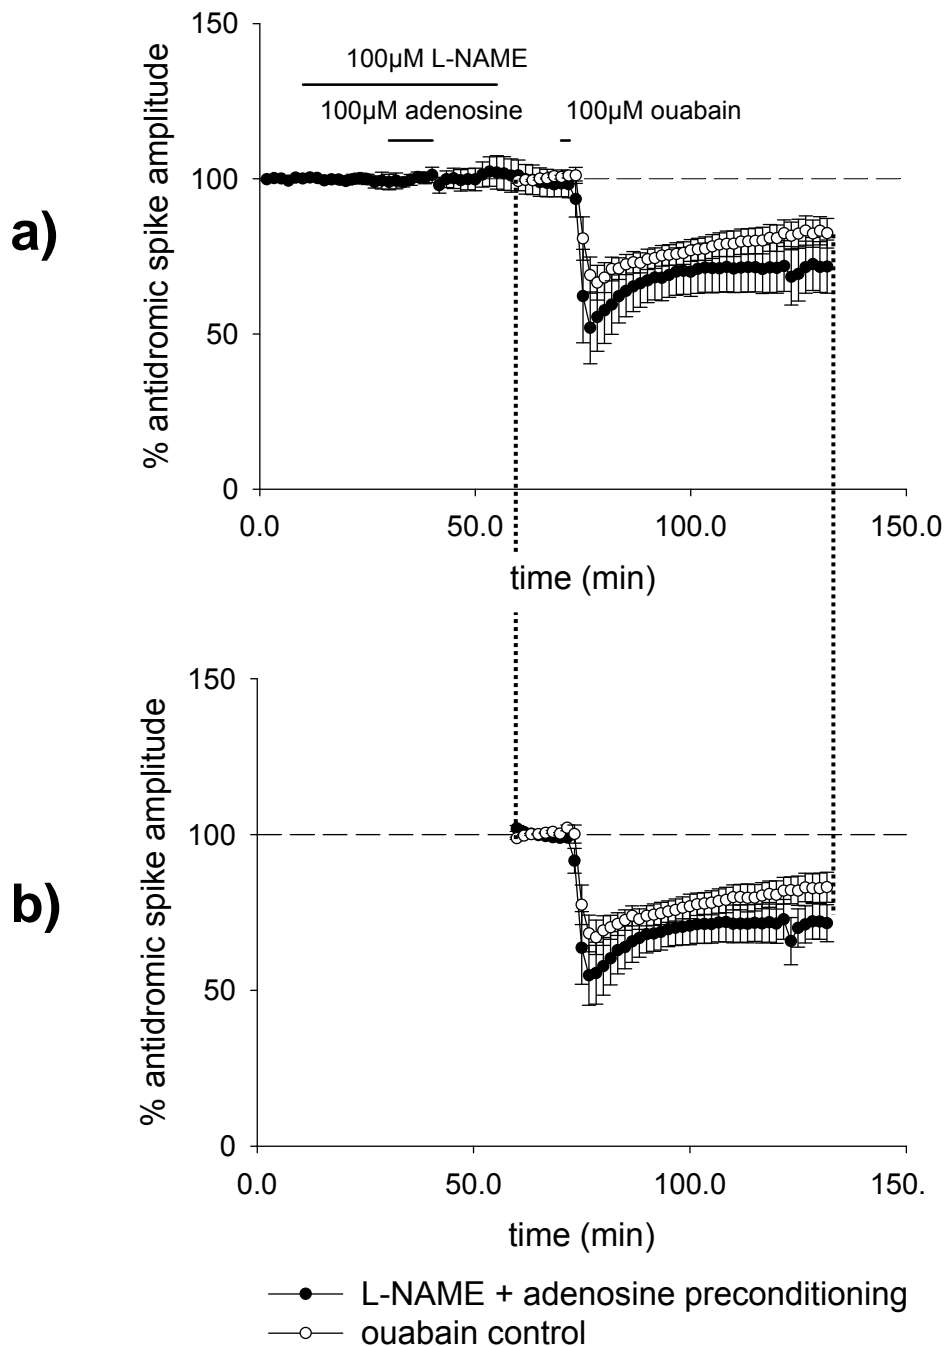 a)
% antidromic spike amplitude
150
100
50
0
100µM L-NAME
100µM adenosine
100µM ouabain
0.0
50.0
100.0
150.0
time (min)
b)
% antidromic spike amplitude
150
100
50
0
0.0
50.0
100.0
150.
time (min)
L-NAME + adenosine preconditioning
ouabain control